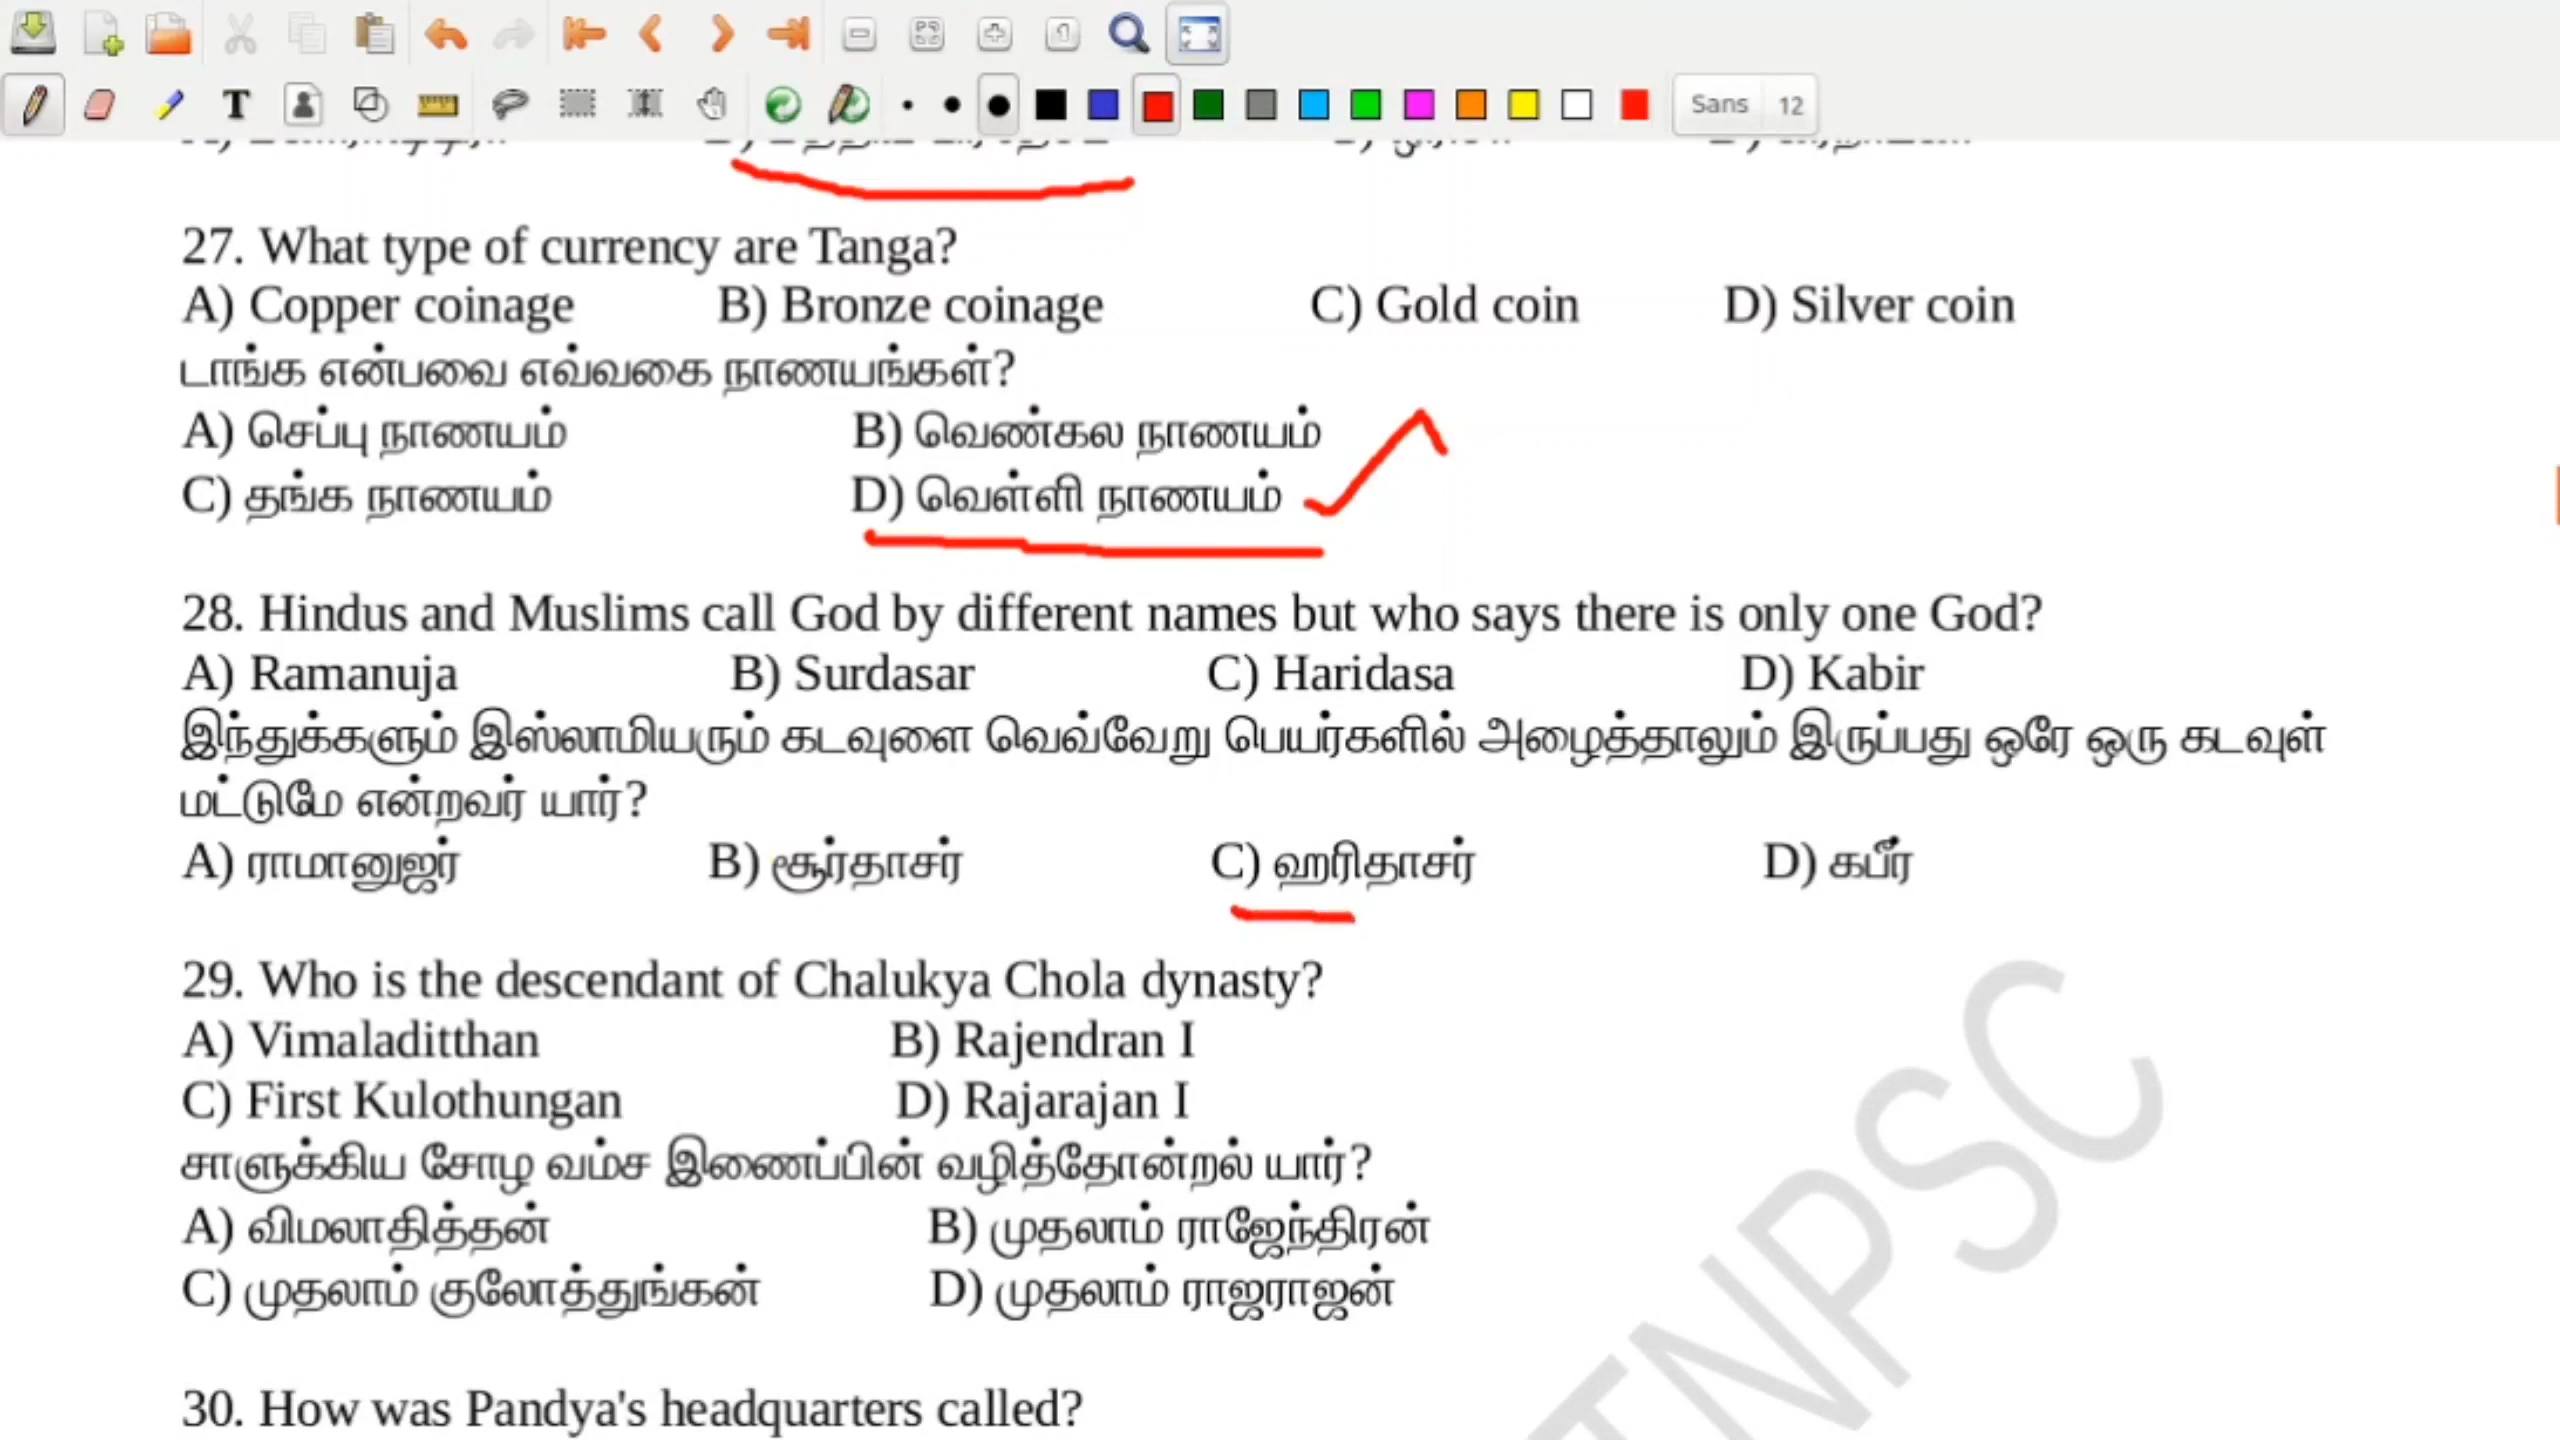 Sans 12
27. What type of currency are Tanga?
A) Copper coinage B) Bronze coinage C) Gold coin D) Silver coin
டாங்க என்பவை எவ்வகை நாணயங்கள்?
A) செப்பு நாணயம் B) வெண்கல நாணயம்
C) தங்க நாணயம் D) வெள்ளி நாணயம்
28. Hindus and Muslims call God by different names but who says there is only one God?
A) Ramanuja B) Surdasar C) Haridasa D) Kabir
இந்துக்களும் இஸ்லாமியரும் கடவுளை வெவ்வேறு பெயர்களில் அழைத்தாலும் இருப்பது ஒரே ஒரு கடவுள்
மட்டுமே என்றவர் யார்?
A) ராமானுஜர் B) சூர்தாசர் C) ஹரிதாசர் D) கபீர்
29. Who is the descendant of Chalukya Chola dynasty?
A) Vimaladitthan B) Rajendran I
C) First Kulothungan D) Rajarajan I
சாளுக்கிய சோழ வம்ச இணைப்பின் வழித்தோன்றல் யார்?
A) விமலாதித்தன் B) முதலாம் ராஜேந்திரன்
C) முதலாம் குலோத்துங்கன் D) முதலாம் ராஜராஜன்
30. How was Pandya's headquarters called?
TNPSC